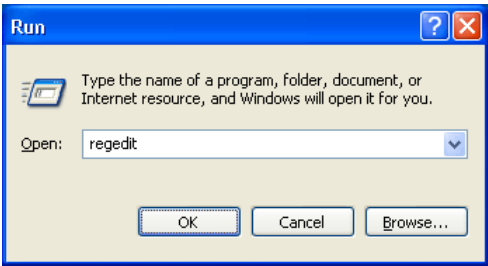 Run
Type the name of a program, folder, document, or
Internet resource, and Windows will open it for you.
Open: regedit
OK Cancel Browse...